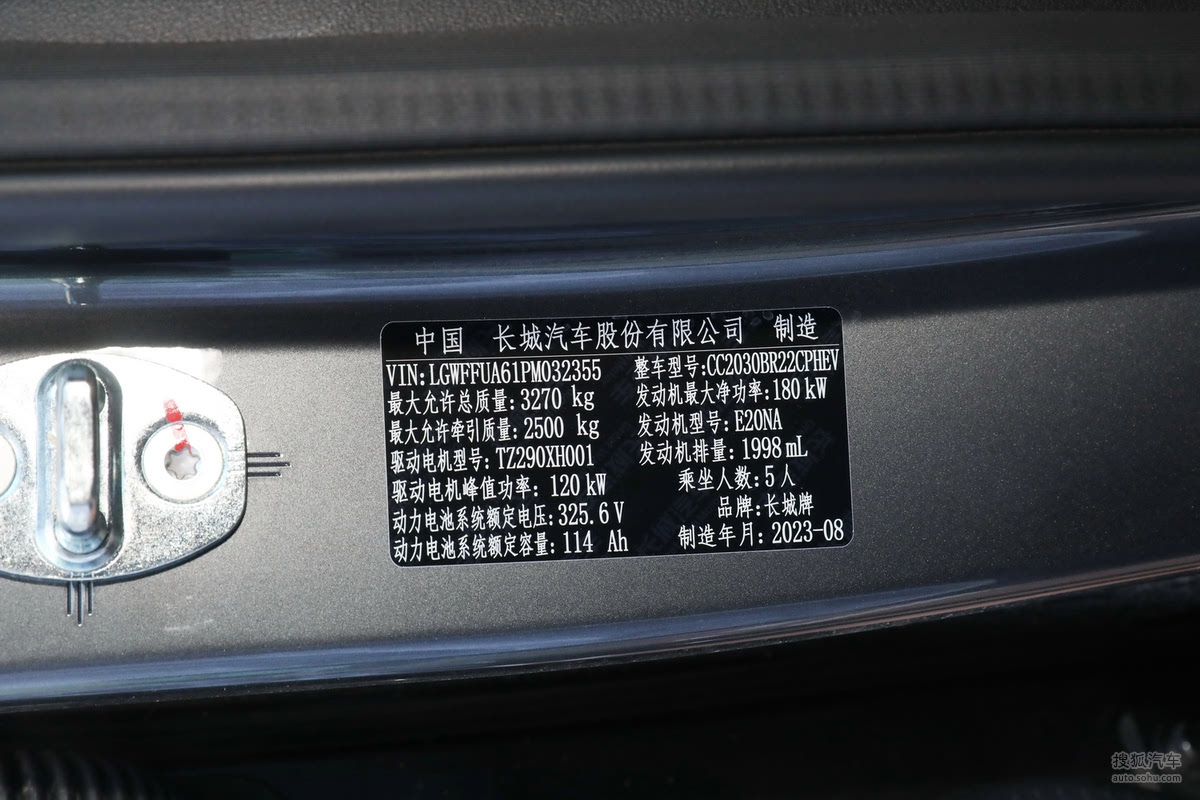 中国 长城汽车股份有限公司 制造
VIN:LGWFFUA61PM032355 整车型号:CC2030BR22CPHEV
最大允许总质量:3270 kg 发动机最大净功率:180 kW
最大允许牵引质量:2500 kg 发动机型号:E20NA
驱动电机型号:TZ290XH001 发动机排量:1998 mL
驱动电机峰值功率:120 kW 乘坐人数:5人
动力电池系统额定电压:325.6 V 品牌:长城牌
动力电池系统额定容量:114 Ah 制造年月:2023-08
搜狐汽车
auto.sohu.com